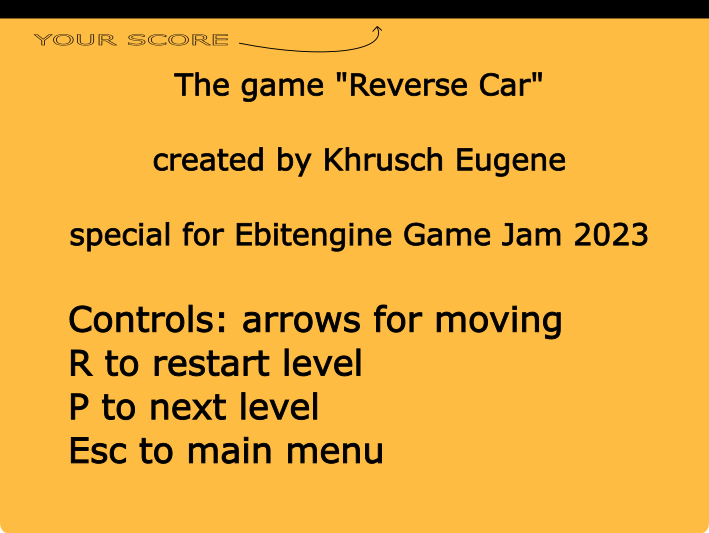 YOUR SCORE
The game "Reverse Car"
created by Khrusch Eugene
special for Ebitengine Game Jam 2023
Controls: arrows for moving
R to restart level
P to next level
Esc to main menu